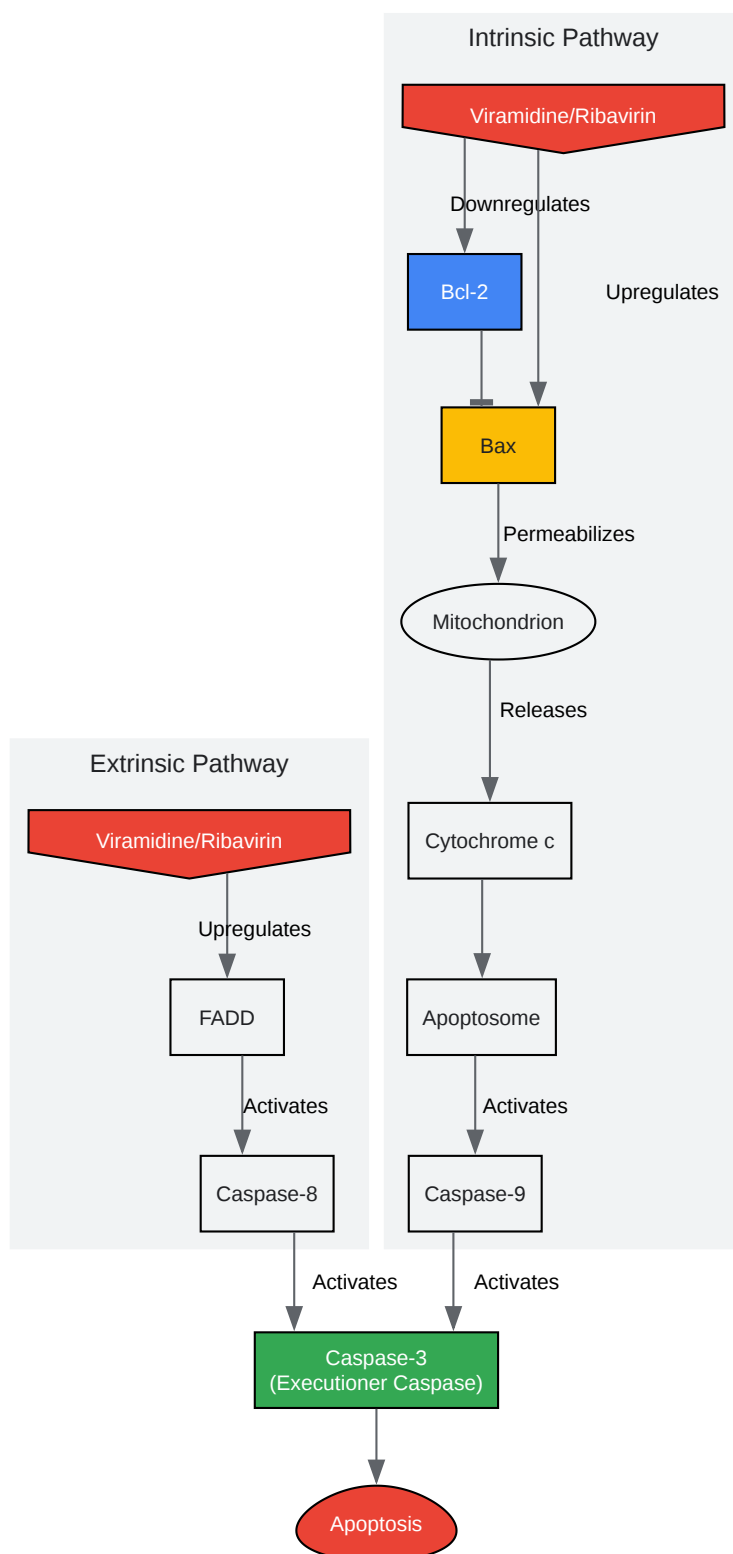 Intrinsic Pathway
Viramidine/Ribavirin
Downregulates
Bcl-2
Upregulates
Bax
Permeabilizes
Mitochondrion
Releases
Cytochrome c
Apoptosome
Activates
Caspase-9
Activates
Extrinsic Pathway
Viramidine/Ribavirin
Upregulates
FADD
Activates
Caspase-8
Activates
Caspase-3
(Executioner Caspase)
Apoptosis